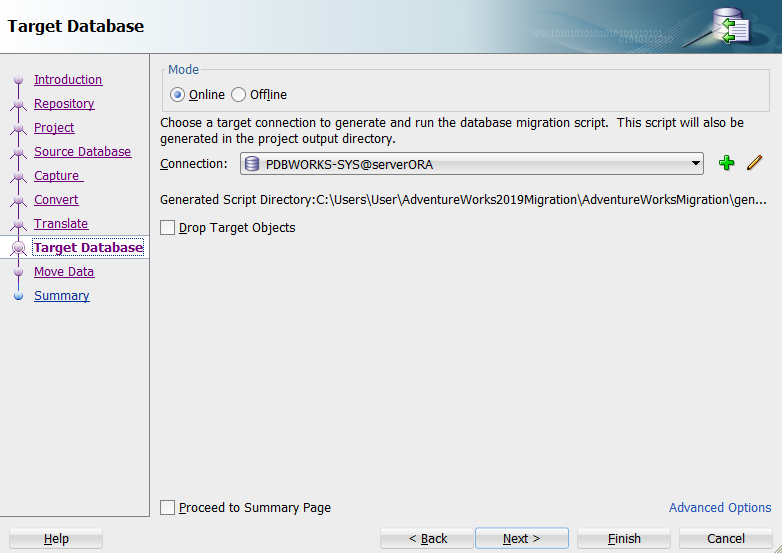 Target Database
01010101010101010101010101
0101010101010
Introduction
Repository
Project
Source Database
Capture
Convert
Translate
Target Database
Move Data
Summary
Mode
Online Offline
Choose a target connection to generate and run the database migration script. This script will also be
generated in the project output directory.
Connection: PDBWORKS-SYS@serverORA
Generated Script Directory:C:\Users\User\AdventureWorks2019Migration\AdventureWorksMigration\gen...
Drop Target Objects
Proceed to Summary Page Advanced Options
Help < Back Next > Finish Cancel